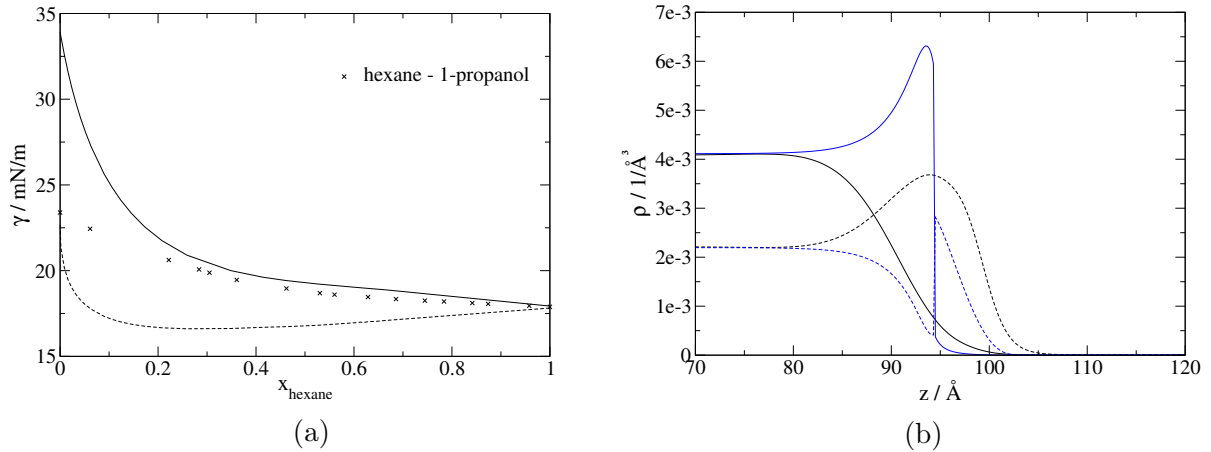 35
30
25
20
15
γ / mN/m
× hexane - 1-propanol
0 0.2 0.4 0.6 0.8 1
x_hexane
(a)
7e-3
6e-3
5e-3
4e-3
3e-3
2e-3
1e-3
0
ρ / 1/Å³
70 80 90 100 110 120
z / Å
(b)